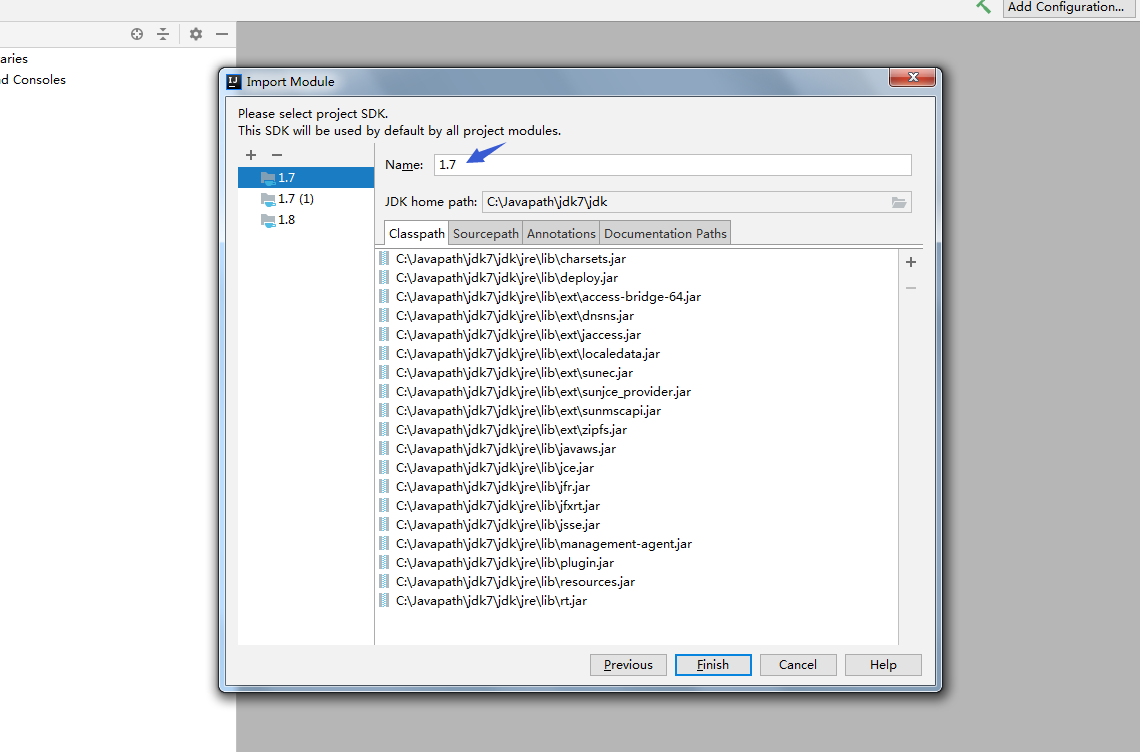 Add Configuration...
aries
d Consoles
Import Module
Please select project SDK.
This SDK will be used by default by all project modules.
1.7
1.7 (1)
1.8
Name: 1.7
JDK home path: C:\Javapath\jdk7\jdk
Classpath Sourcepath Annotations Documentation Paths
C:\Javapath\jdk7\jdk\jre\lib\charsets.jar
C:\Javapath\jdk7\jdk\jre\lib\deploy.jar
C:\Javapath\jdk7\jdk\jre\lib\ext\access-bridge-64.jar
C:\Javapath\jdk7\jdk\jre\lib\ext\dnsns.jar
C:\Javapath\jdk7\jdk\jre\lib\ext\jaccess.jar
C:\Javapath\jdk7\jdk\jre\lib\ext\localedata.jar
C:\Javapath\jdk7\jdk\jre\lib\ext\sunec.jar
C:\Javapath\jdk7\jdk\jre\lib\ext\sunjce_provider.jar
C:\Javapath\jdk7\jdk\jre\lib\ext\sunmscapi.jar
C:\Javapath\jdk7\jdk\jre\lib\ext\zipfs.jar
C:\Javapath\jdk7\jdk\jre\lib\javaws.jar
C:\Javapath\jdk7\jdk\jre\lib\jce.jar
C:\Javapath\jdk7\jdk\jre\lib\jfr.jar
C:\Javapath\jdk7\jdk\jre\lib\jfxrt.jar
C:\Javapath\jdk7\jdk\jre\lib\jsse.jar
C:\Javapath\jdk7\jdk\jre\lib\management-agent.jar
C:\Javapath\jdk7\jdk\jre\lib\plugin.jar
C:\Javapath\jdk7\jdk\jre\lib\resources.jar
C:\Javapath\jdk7\jdk\jre\lib\rt.jar
Previous Finish Cancel Help